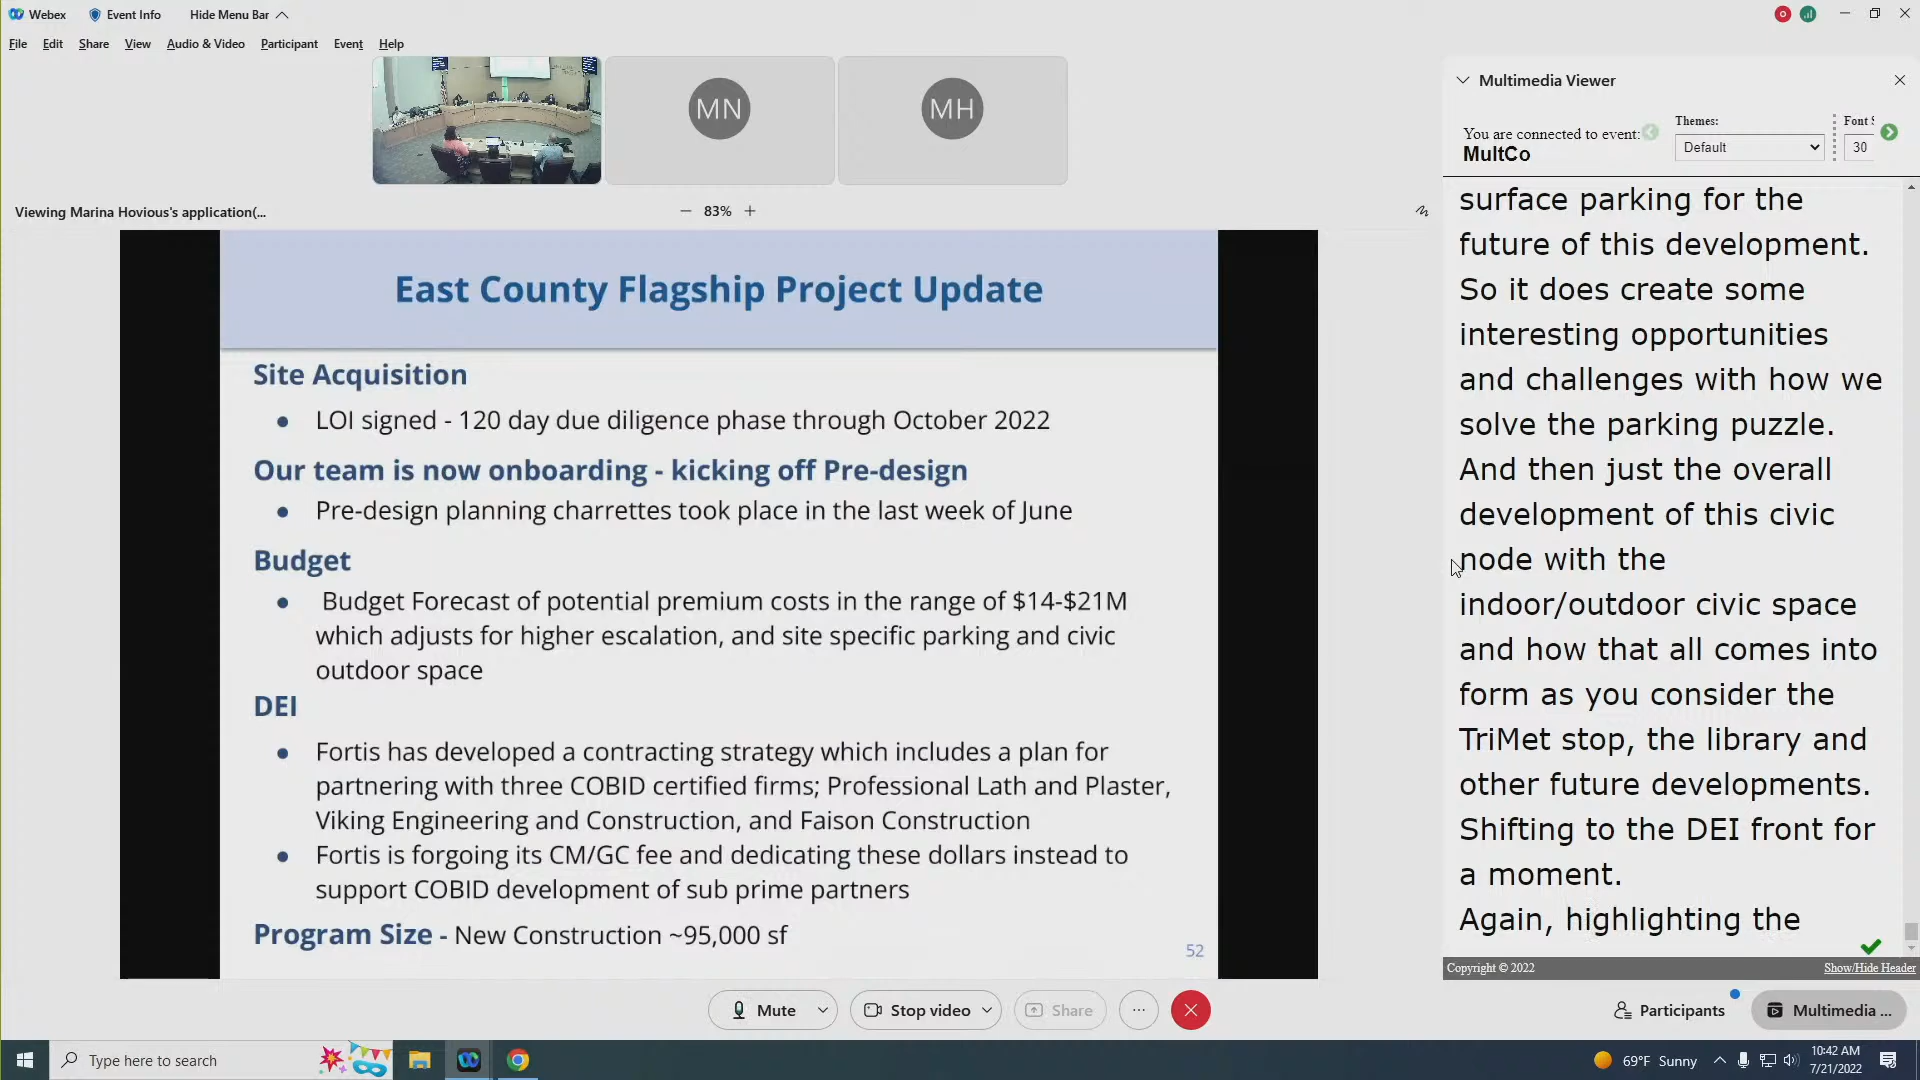 Webex
Event Info
Hide Menu Bar
File
Edit
Share
View
Audio & Video
Participant
Event
Help
MN
MH
Viewing Marina Hovious's application(...
83%
East County Flagship Project Update
Site Acquisition
LOI signed - 120 day due diligence phase through October 2022
Our team is now onboarding - kicking off Pre-design
Pre-design planning charrettes took place in the last week of June
Budget
Budget Forecast of potential premium costs in the range of $14-$21M
which adjusts for higher escalation, and site specific parking and civic
outdoor space
DEI
Fortis has developed a contracting strategy which includes a plan for
partnering with three COBID certified firms; Professional Lath and Plaster,
Viking Engineering and Construction, and Faison Construction
Fortis is forgoing its CM/GC fee and dedicating these dollars instead to
support COBID development of sub prime partners
Program Size - New Construction ~95,000 sf
52
Multimedia Viewer
You are connected to event:
MultCo
Themes:
Default
Font S
30
surface parking for the
future of this development.
So it does create some
interesting opportunities
and challenges with how we
solve the parking puzzle.
And then just the overall
development of this civic
node with the
indoor/outdoor civic space
and how that all comes into
form as you consider the
TriMet stop, the library and
other future developments.
Shifting to the DEI front for
a moment.
Again, highlighting the
Copyright © 2022
Show/Hide Header
Mute
Stop video
Share
Participants
Multimedia ...
Type here to search
69°F Sunny
10:42 AM
7/21/2022